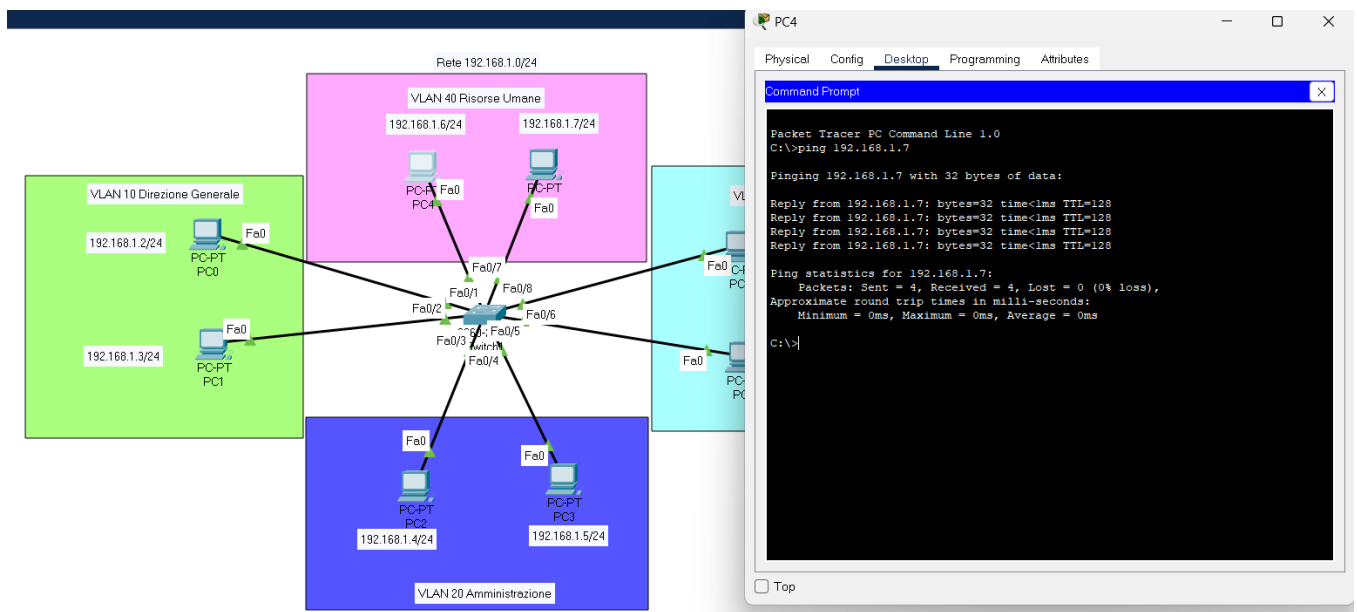 Rete 192.168.1.0/24
VLAN 40 Risorse Umane
192.168.1.6/24
192.168.1.7/24
PC-PT
PC4
Fa0
PC-PT
Fa0
VLAN 10 Direzione Generale
192.168.1.2/24
Fa0
PC-PT
PC0
192.168.1.3/24
Fa0
PC-PT
PC1
Fa0/7
Fa0/1
Fa0/8
Fa0/2
Fa0/6
Fa0/5
Fa0/3
Fa0/4
VL
Fa0
Fa0
Fa0
Fa0
PC-PT
PC2
PC-PT
PC3
192.168.1.4/24
192.168.1.5/24
VLAN 20 Amministrazione
PC4
Physical Config Desktop Programming Attributes
Command Prompt
X
Packet Tracer PC Command Line 1.0
C:\>ping 192.168.1.7
Pinging 192.168.1.7 with 32 bytes of data:
Reply from 192.168.1.7: bytes=32 time<1ms TTL=128
Reply from 192.168.1.7: bytes=32 time<1ms TTL=128
Reply from 192.168.1.7: bytes=32 time<1ms TTL=128
Reply from 192.168.1.7: bytes=32 time<1ms TTL=128
Ping statistics for 192.168.1.7:
Packets: Sent = 4, Received = 4, Lost = 0 (0% loss),
Approximate round trip times in milli-seconds:
Minimum = 0ms, Maximum = 0ms, Average = 0ms
C:\>
Top